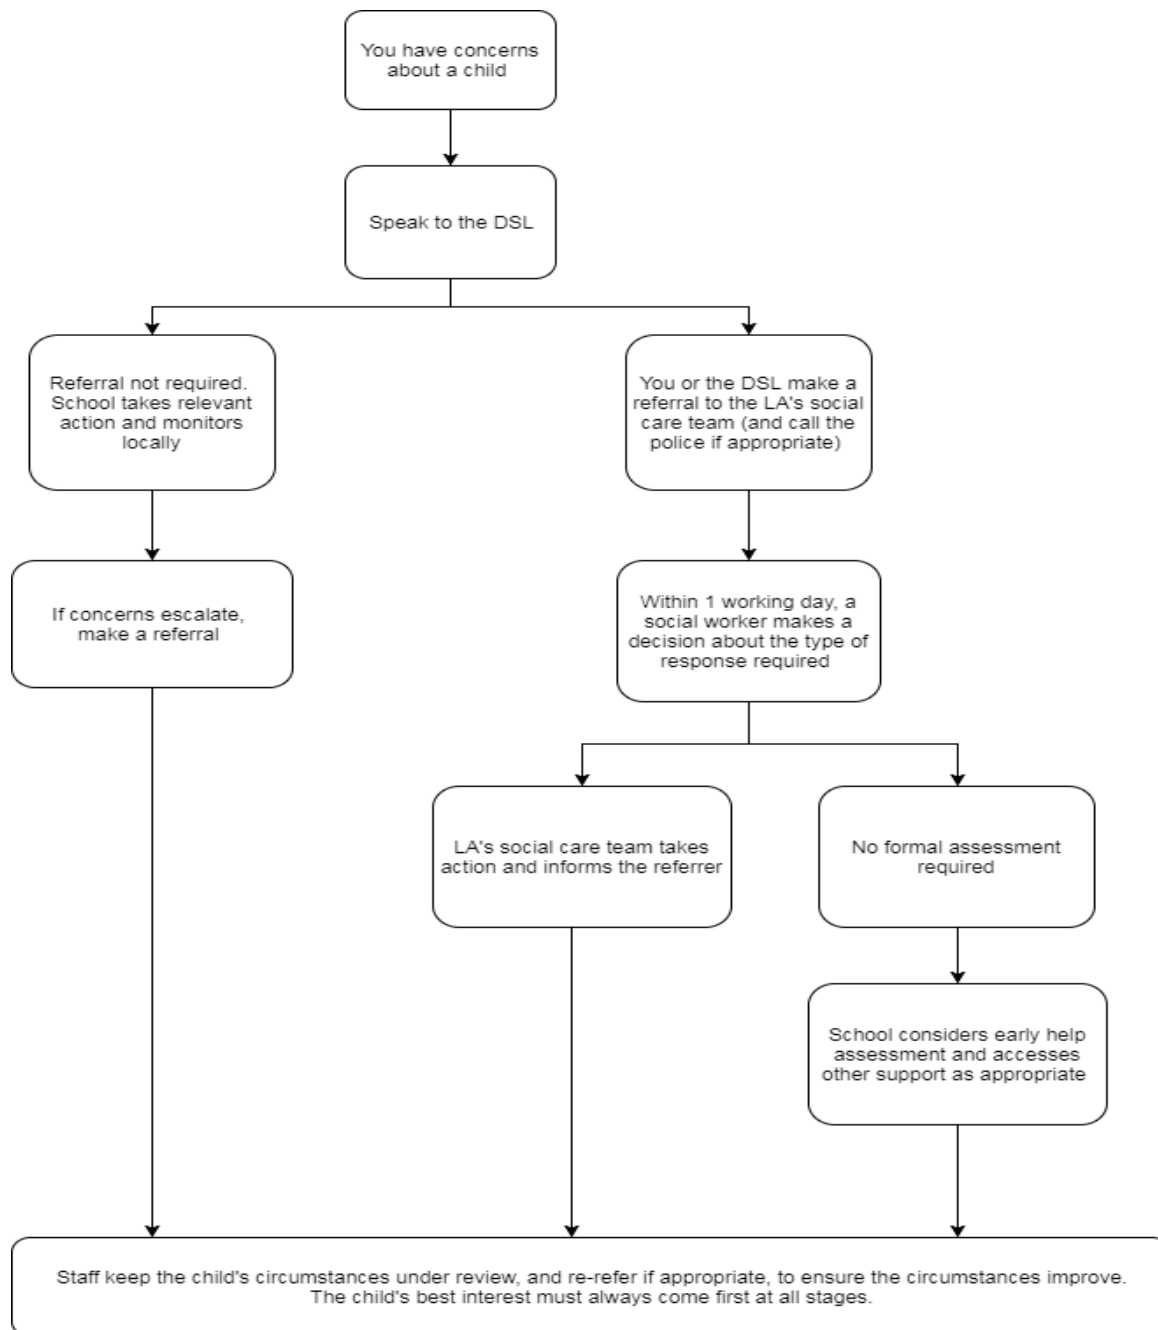 You have concerns
about a child
Speak to the DSL
Referral not required.
School takes relevant
action and monitors
locally
You or the DSL make a
referral to the LA's social
care team (and call the
police if appropriate)
If concerns escalate,
make a referral
Within 1 working day, a
social worker makes a
decision about the type of
response required
LA's social care team takes
action and informs the referrer
No formal assessment
required
School considers early help
assessment and accesses
other support as appropriate
Staff keep the child's circumstances under review, and re-refer if appropriate, to ensure the circumstances improve.
The child's best interest must always come first at all stages.